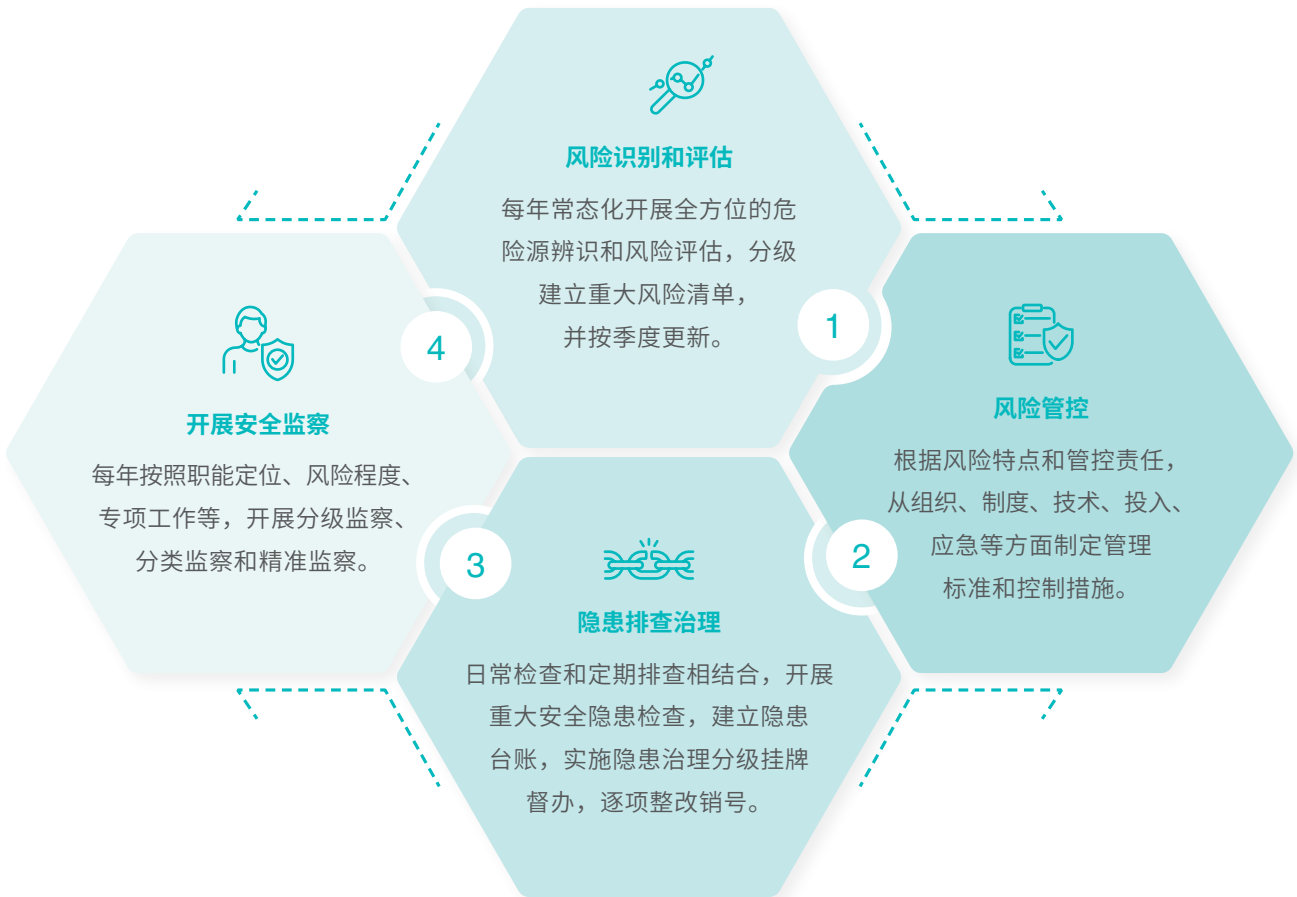 风险识别和评估
每年常态化开展全方位的危
险源辨识和风险评估，分级
建立重大风险清单，
并按季度更新。
1
风险管控
根据风险特点和管控责任，
从组织、制度、技术、投入、
应急等方面制定管理
标准和控制措施。
2
隐患排查治理
日常检查和定期排查相结合，开展
重大安全隐患检查，建立隐患
台账，实施隐患治理分级挂牌
督办，逐项整改销号。
3
开展安全监察
每年按照职能定位、风险程度、
专项工作等，开展分级监察、
分类监察和精准监察。
4